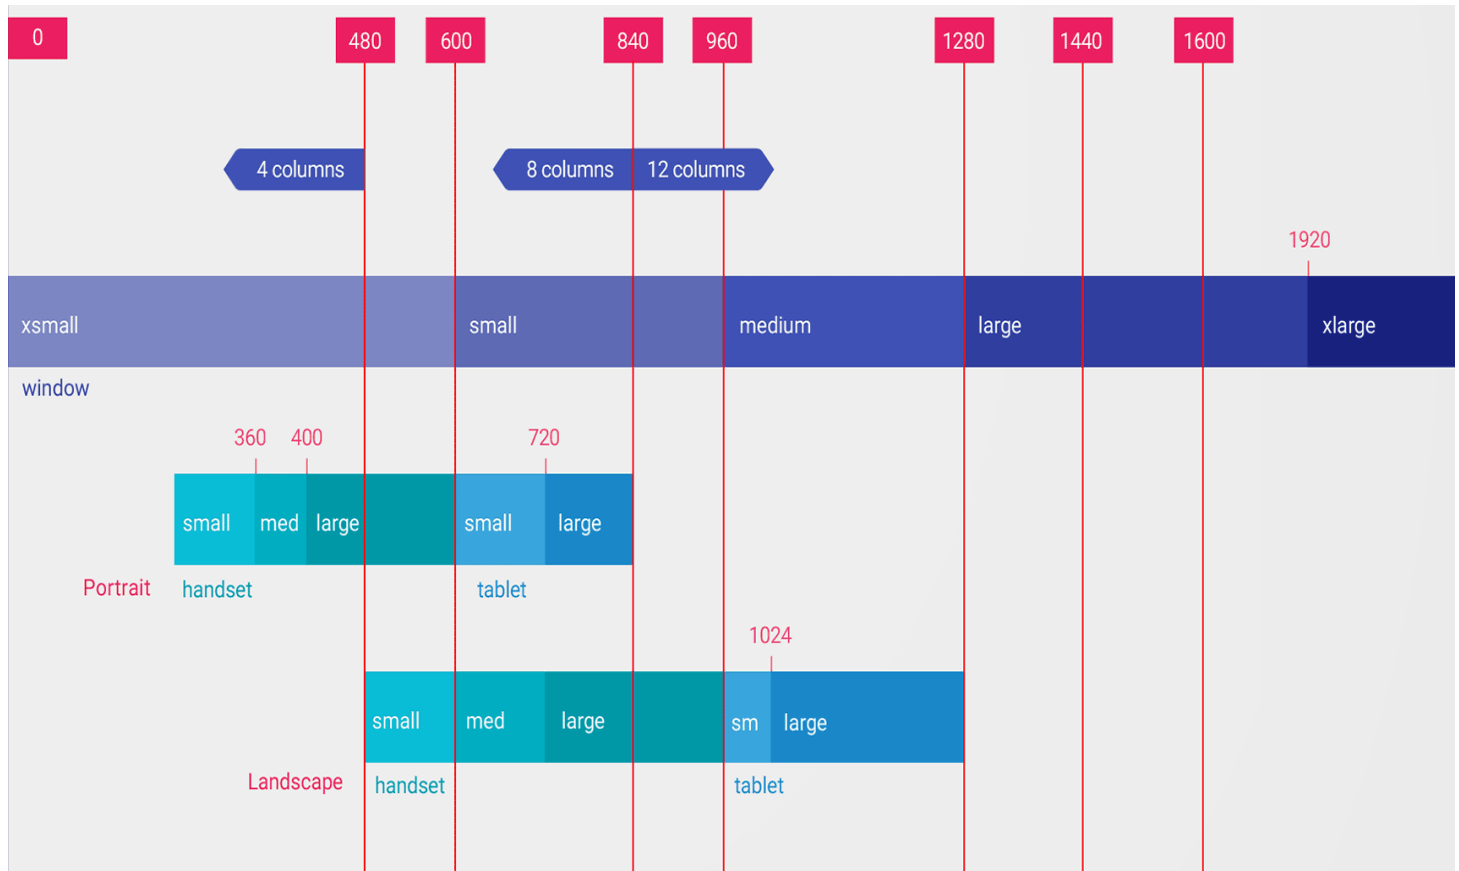 0 480 600 840 960 1280 1440 1600
4 columns 8 columns 12 columns
1920
xsmall small medium large xlarge
window
360 400 720
small med large small large
Portrait handset tablet
1024
small med large sm large
Landscape handset tablet